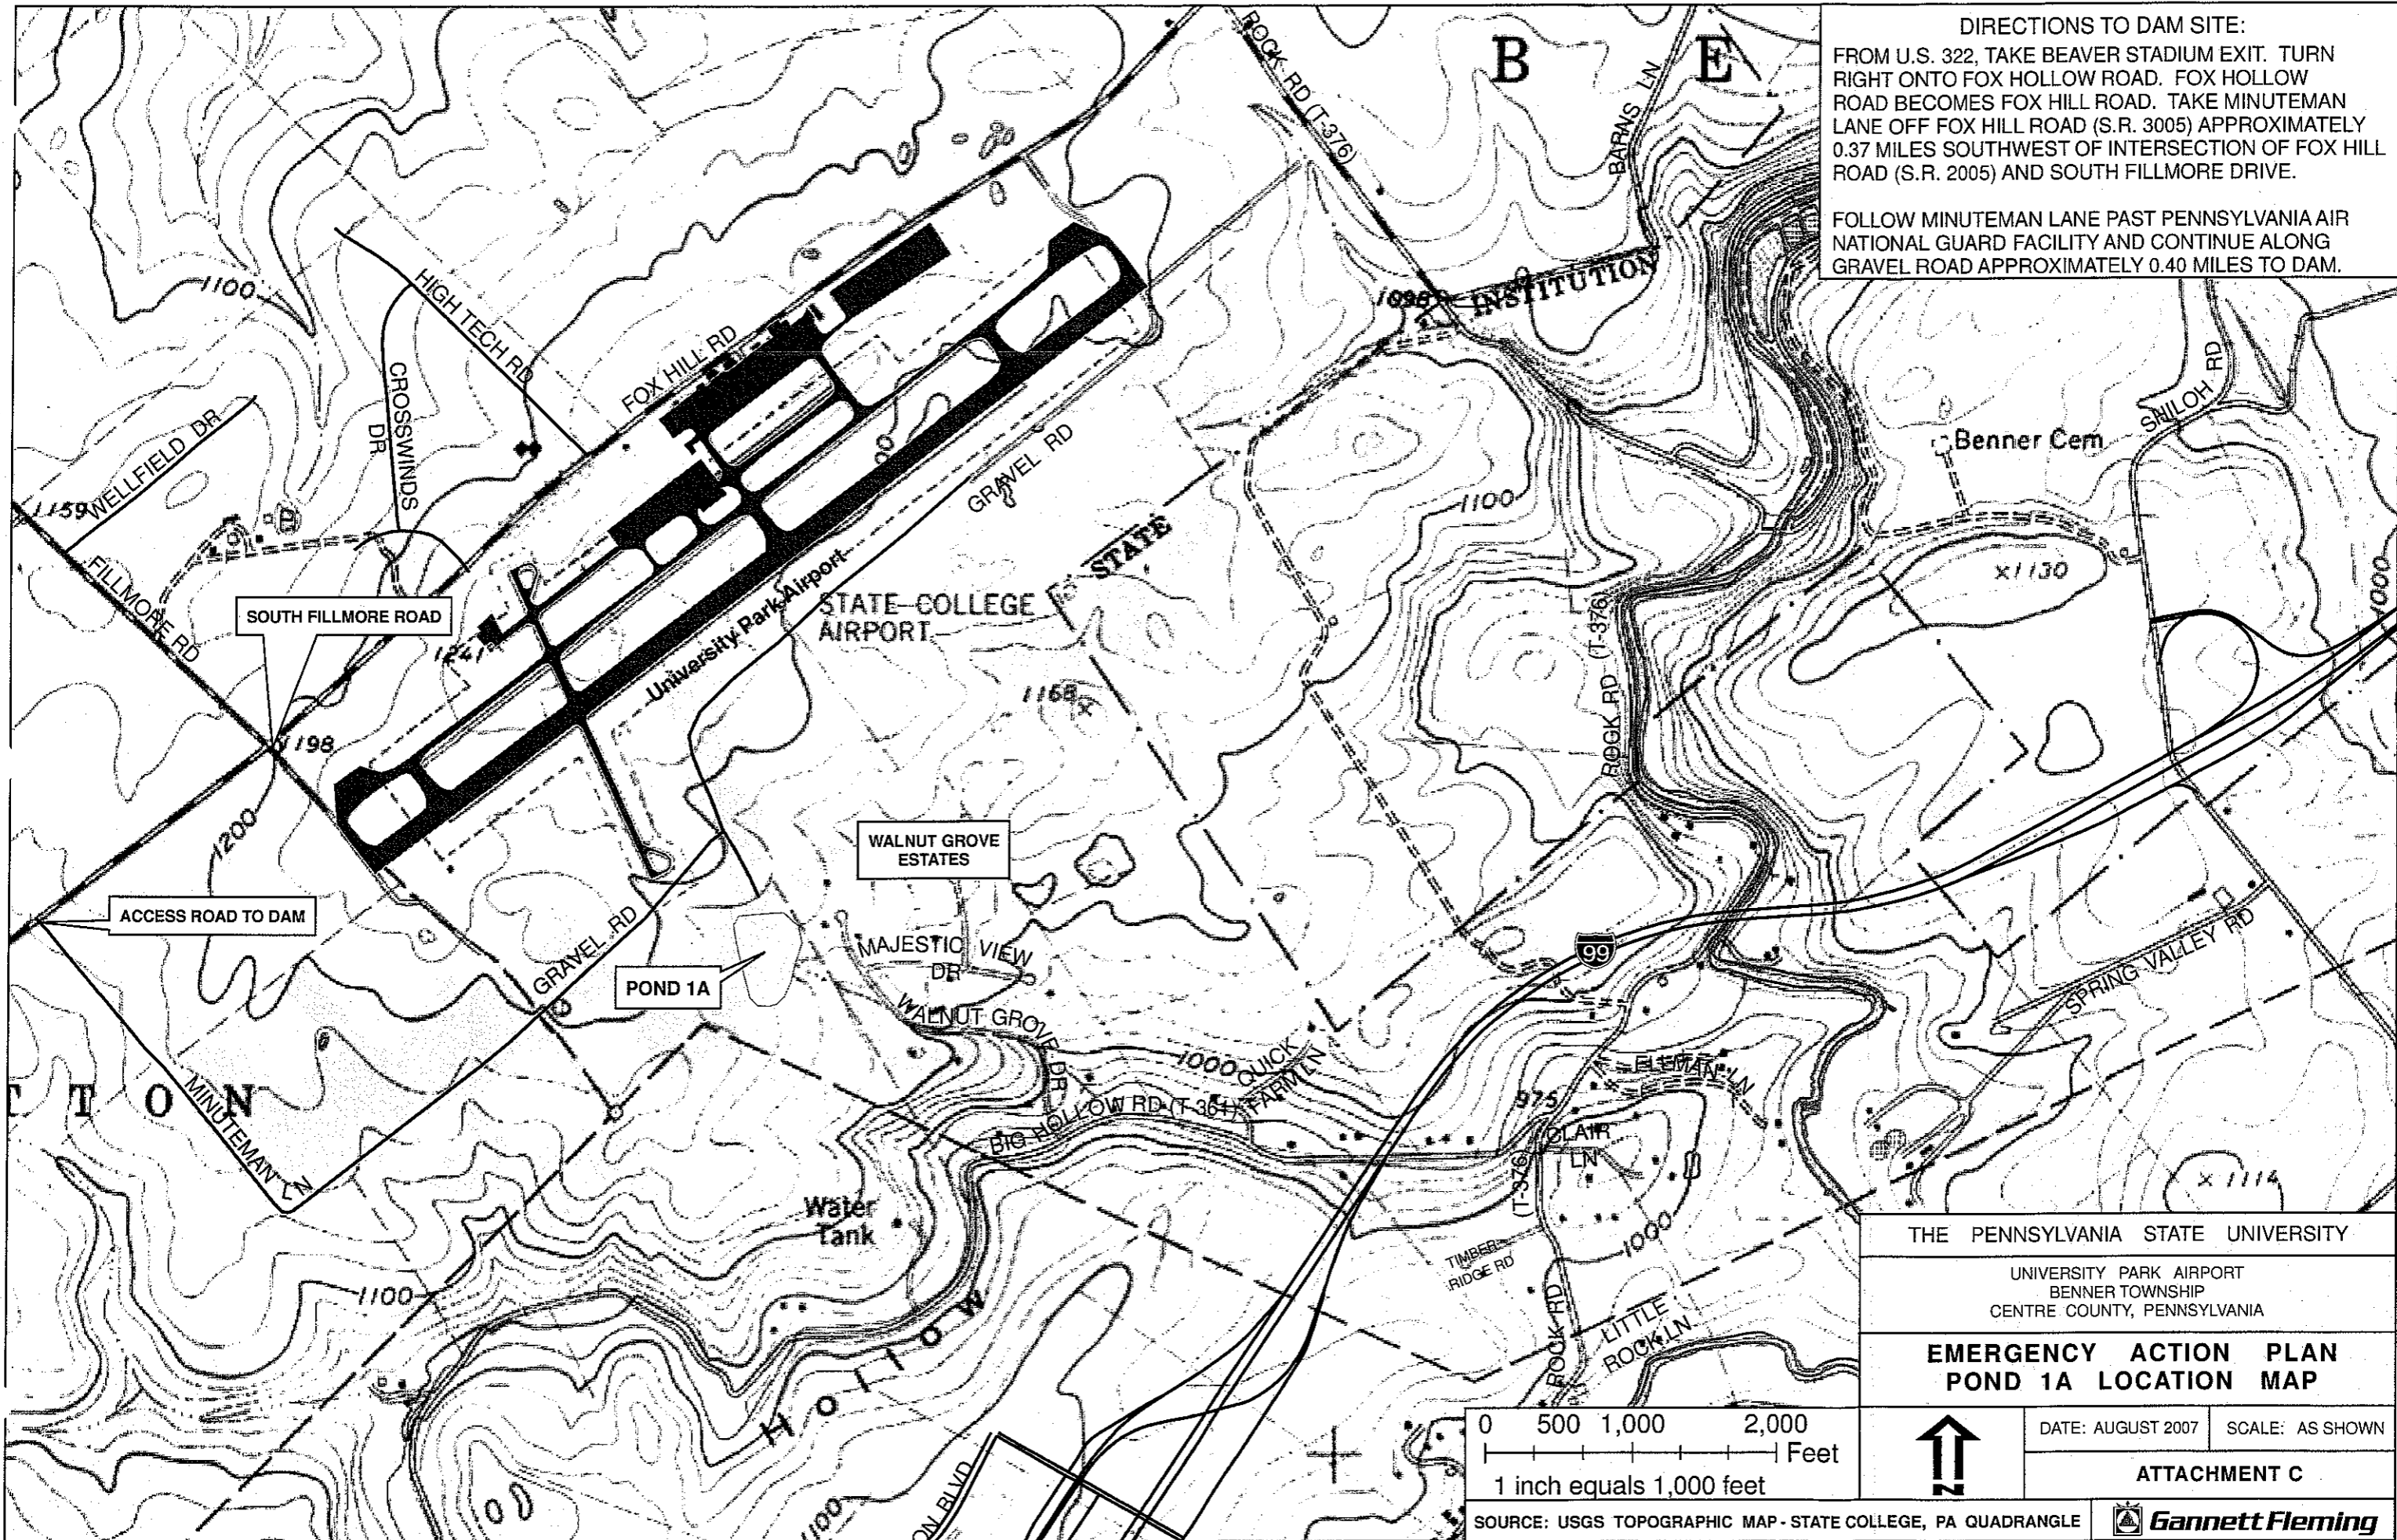 DIRECTIONS TO DAM SITE:
FROM U.S. 322, TAKE BEAVER STADIUM EXIT. TURN
RIGHT ONTO FOX HOLLOW ROAD. FOX HOLLOW
ROAD BECOMES FOX HILL ROAD. TAKE MINUTEMAN
LANE OFF FOX HILL ROAD (S.R. 3005) APPROXIMATELY
0.37 MILES SOUTHWEST OF INTERSECTION OF FOX HILL
ROAD (S.R. 2005) AND SOUTH FILLMORE DRIVE.
FOLLOW MINUTEMAN LANE PAST PENNSYLVANIA AIR
NATIONAL GUARD FACILITY AND CONTINUE ALONG
GRAVEL ROAD APPROXIMATELY 0.40 MILES TO DAM.
B E
ROCK RD (T-376)
BARNS LN
1100
HIGH TECH RD
FOX HILL RD
CROSSWINDS
DR
WELLFIELD DR
1159
FILLMORE RD
1098
INSTITUTION
STATE
GRAVEL RD
1100
SHILOH RD
Benner Cem
X1130
1000
SOUTH FILLMORE ROAD
1241
University Park Airport
STATE COLLEGE
AIRPORT
1168
X
ROCK RD (T-376)
1198
1200
WALNUT GROVE
ESTATES
ACCESS ROAD TO DAM
GRAVEL RD
POND 1A
MAJESTIC VIEW
DR
WALNUT GROVE DR
99
SPRING VALLEY RD
T T O N
MINUTEMAN LN
1000
QUICK
FARM LN
BIG HOLLOW RD (T-361)
975
ELEMAN LN
CLAIR
LN
(T-376)
X 1114
Water
Tank
TIMBER
RIDGE RD
1000
1100
Hollow
ROCK RD
LITTLE
ROCK LN
1100
ON BLVD
0 500 1,000 2,000
Feet
1 inch equals 1,000 feet
SOURCE: USGS TOPOGRAPHIC MAP - STATE COLLEGE, PA QUADRANGLE
THE PENNSYLVANIA STATE UNIVERSITY
UNIVERSITY PARK AIRPORT
BENNER TOWNSHIP
CENTRE COUNTY, PENNSYLVANIA
EMERGENCY ACTION PLAN
POND 1A LOCATION MAP
N
DATE: AUGUST 2007
SCALE: AS SHOWN
ATTACHMENT C
Gannett Fleming